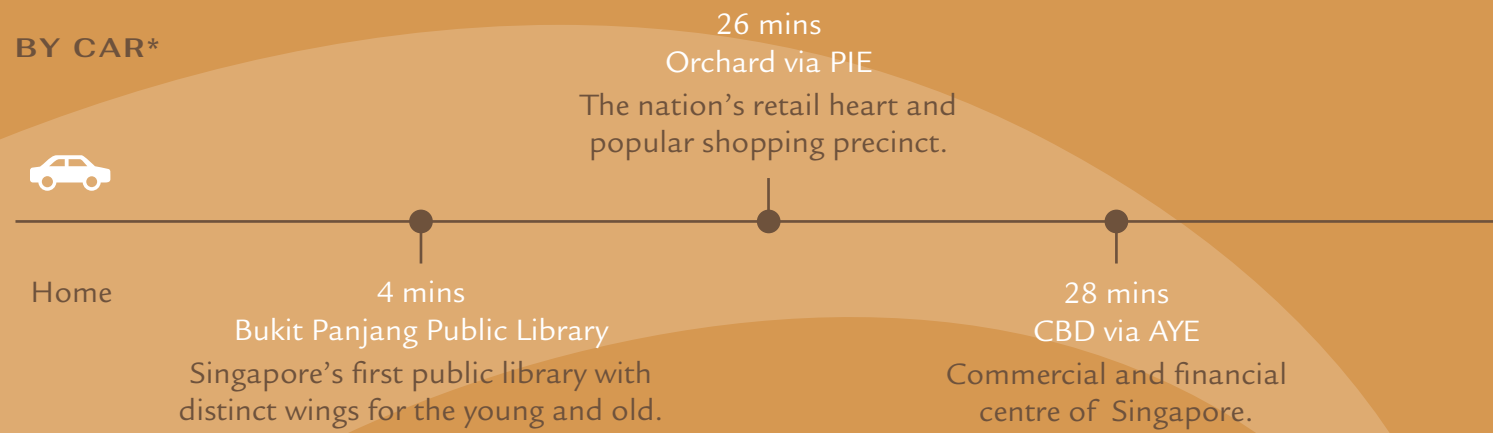 BY CAR*
26 mins
Orchard via PIE
The nation’s retail heart and
popular shopping precinct.
Home
4 mins
Bukit Panjang Public Library
Singapore’s first public library with
distinct wings for the young and old.
28 mins
CBD via AYE
Commercial and financial
centre of Singapore.